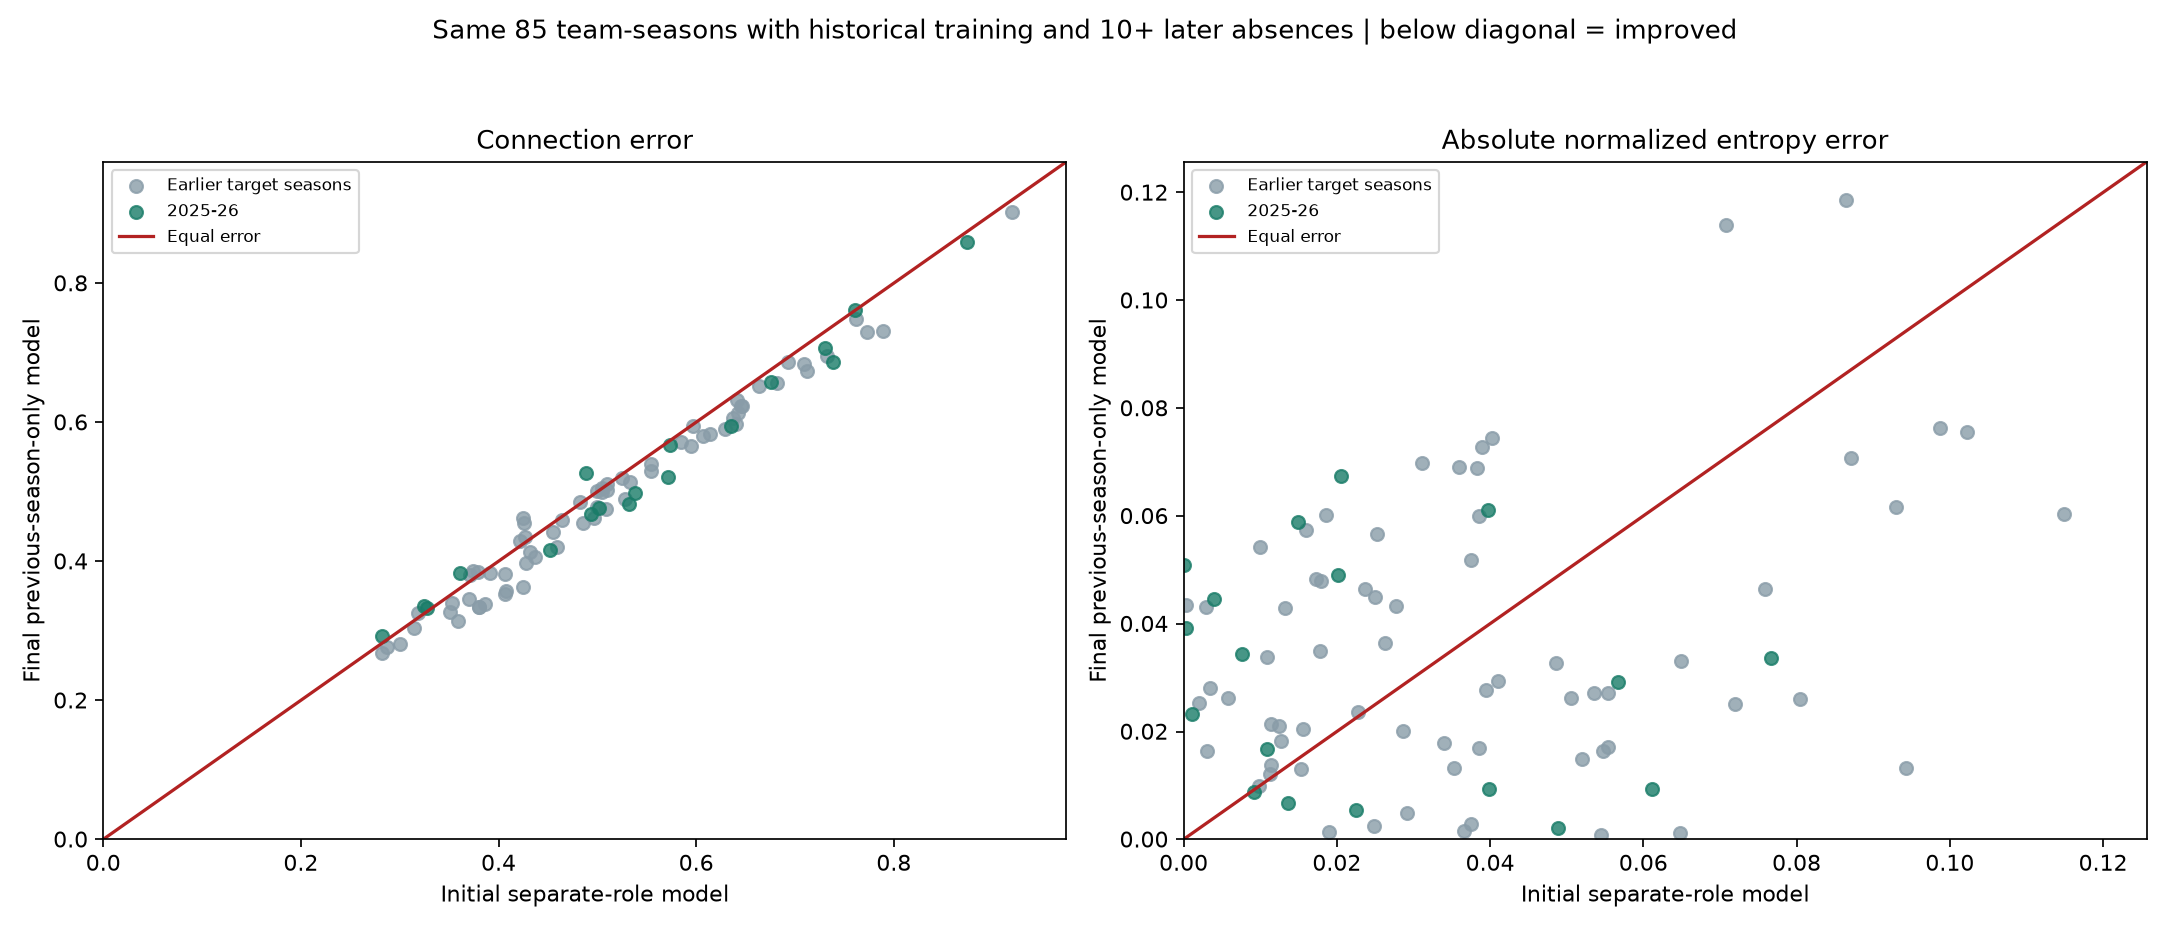 Same 85 team-seasons with historical training and 10+ later absences | below diagonal = improved
Connection error
Earlier target seasons
2025-26
Equal error
Final previous-season-only model
0.8
0.6
0.4
0.2
0.0
0.0 0.2 0.4 0.6 0.8
Initial separate-role model
Absolute normalized entropy error
Earlier target seasons
2025-26
Equal error
Final previous-season-only model
0.12
0.10
0.08
0.06
0.04
0.02
0.00
0.00 0.02 0.04 0.06 0.08 0.10 0.12
Initial separate-role model